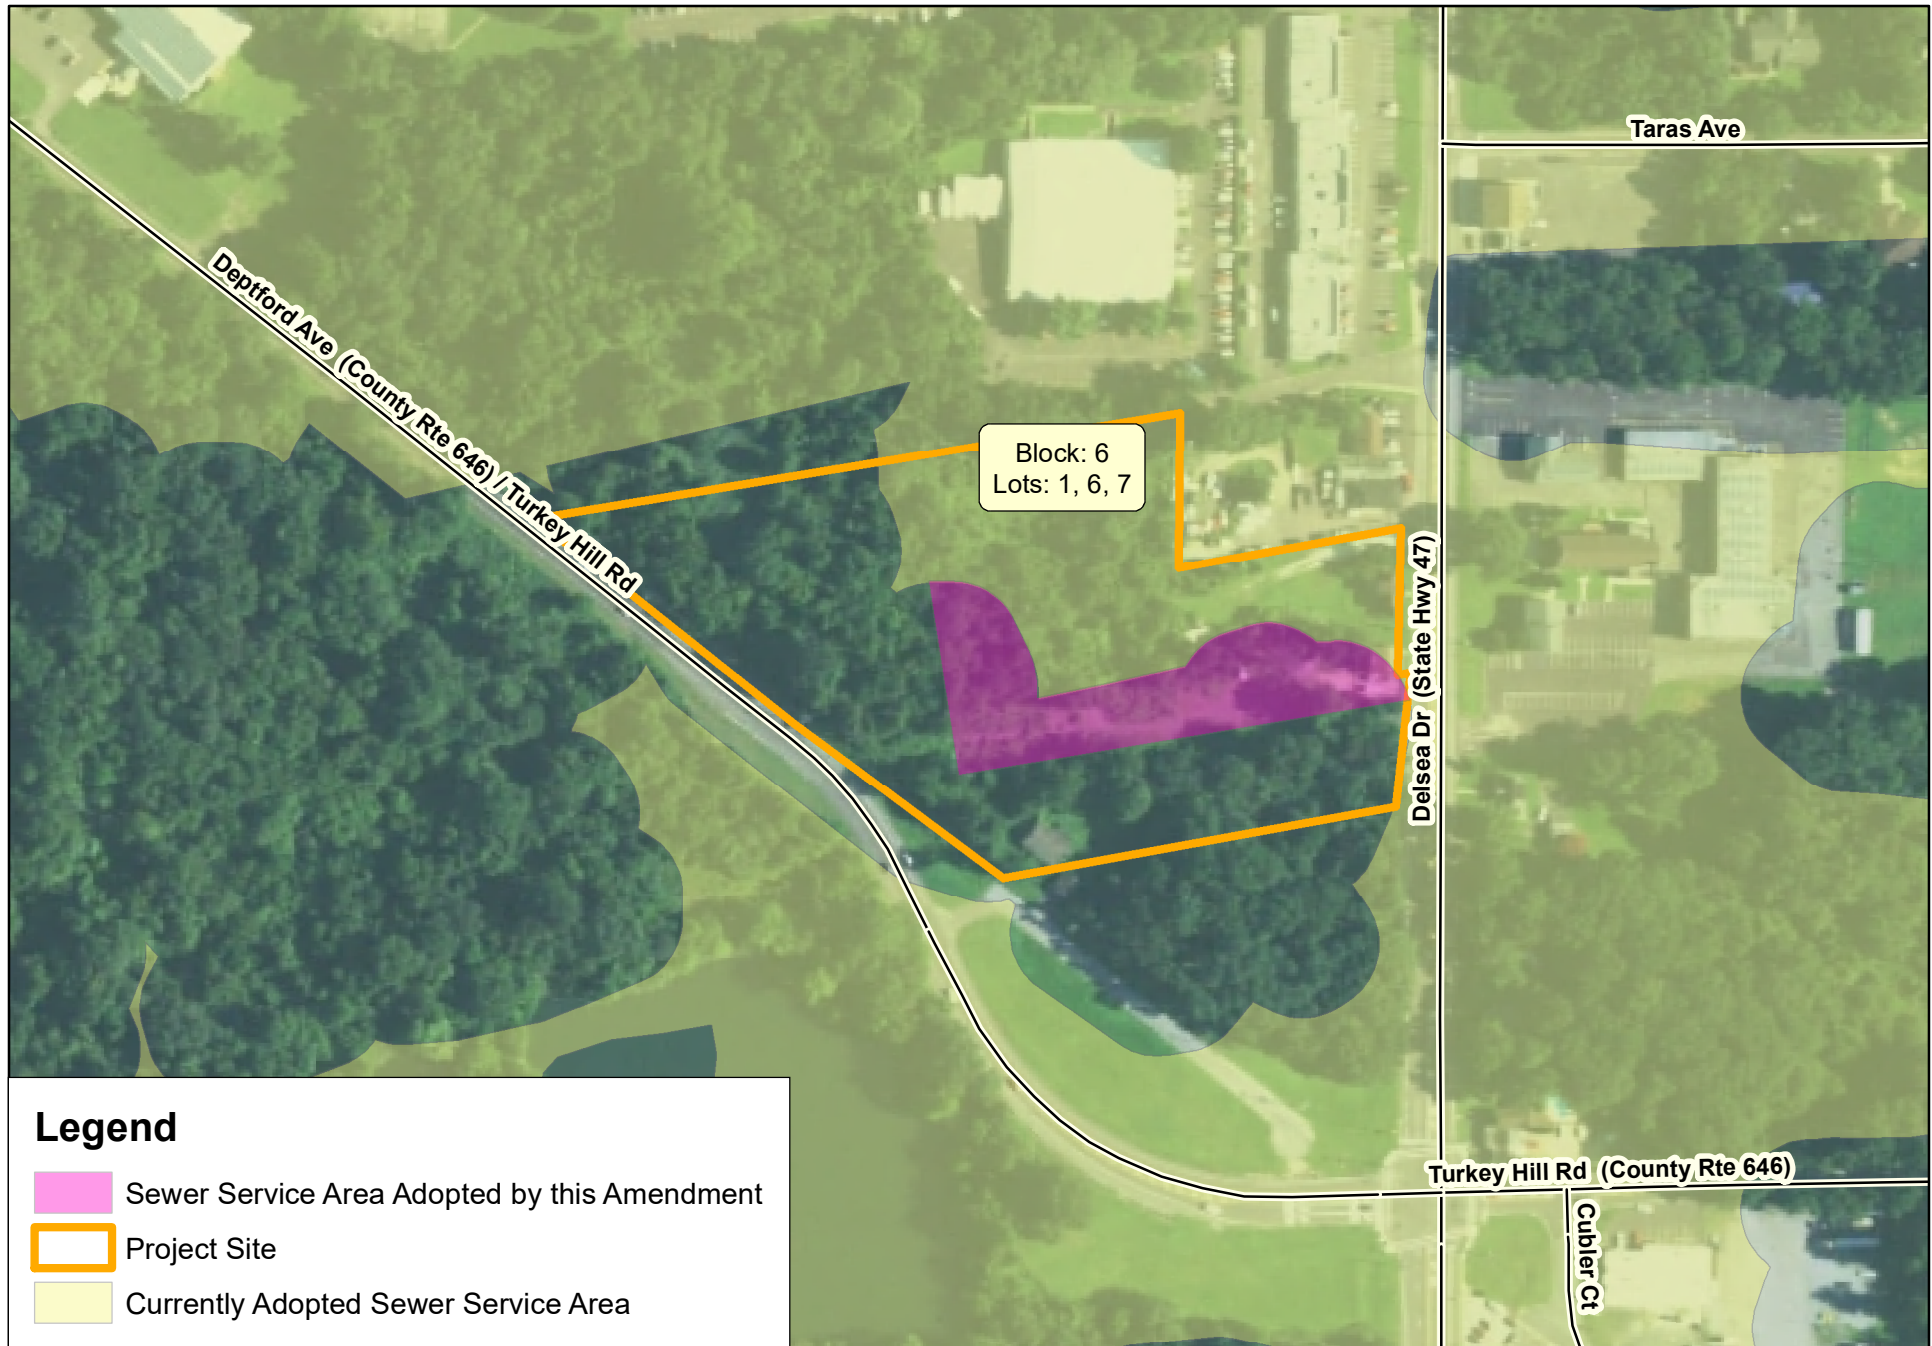 Taras Ave
Deptford Ave (County Rte 646) / Turkey Hill Rd
Block: 6
Lots: 1, 6, 7
Delsea Dr (State Hwy 47)
Legend
Sewer Service Area Adopted by this Amendment
Project Site
Currently Adopted Sewer Service Area
Turkey Hill Rd (County Rte 646)
Cubler Ct